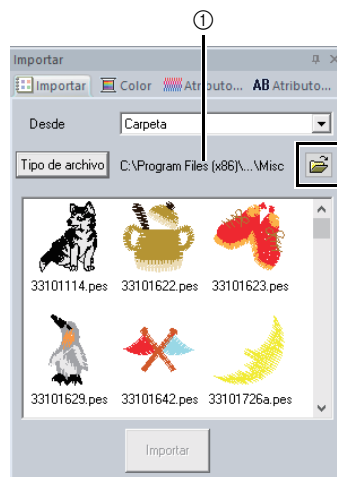 ①
Importar
Importar Color Atributo... AB Atributo...
Desde Carpeta
Tipo de archivo C:\Program Files (x86)\...\Misc
33101114.pes 33101622.pes 33101623.pes
33101629.pes 33101642.pes 33101726a.pes
Importar